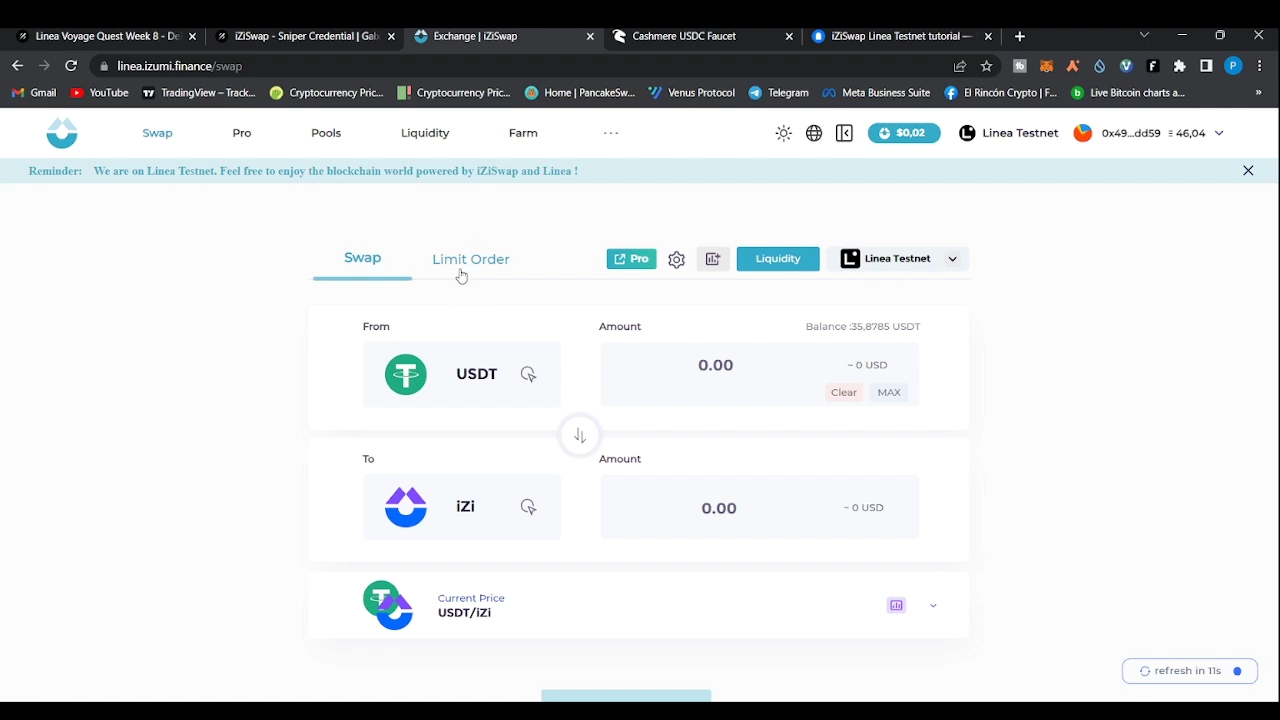 Linea Voyage Quest Week 8 - De
iZiSwap - Sniper Credential | Gal
Exchange | iZiSwap
Cashmere USDC Faucet
iZiSwap Linea Testnet tutorial —
linea.izumi.finance/swap
Gmail
YouTube
TradingView – Track...
Cryptocurrency Pric...
Cryptocurrency Pric...
Home | PancakeSw...
Venus Protocol
Telegram
Meta Business Suite
El Rincón Crypto | F...
Live Bitcoin charts a...
»
Swap
Pro
Pools
Liquidity
Farm
...
$0,02
Linea Testnet
0x49...dd59
46,04
Reminder: We are on Linea Testnet. Feel free to enjoy the blockchain world powered by iZiSwap and Linea !
Swap
Limit Order
Pro
Liquidity
Linea Testnet
From
Amount
Balance :35,8785 USDT
USDT
0.00
~ 0 USD
Clear
MAX
To
Amount
iZi
0.00
~ 0 USD
Current Price
USDT/iZi
refresh in 11s